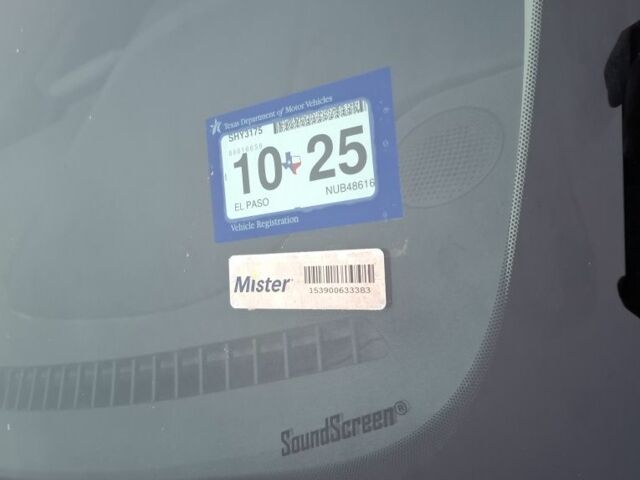 Texas Department of Motor Vehicles
SHY3175
10 25
EL PASO NUB48616
Vehicle Registration
Mister
153900633383
SoundScreen®